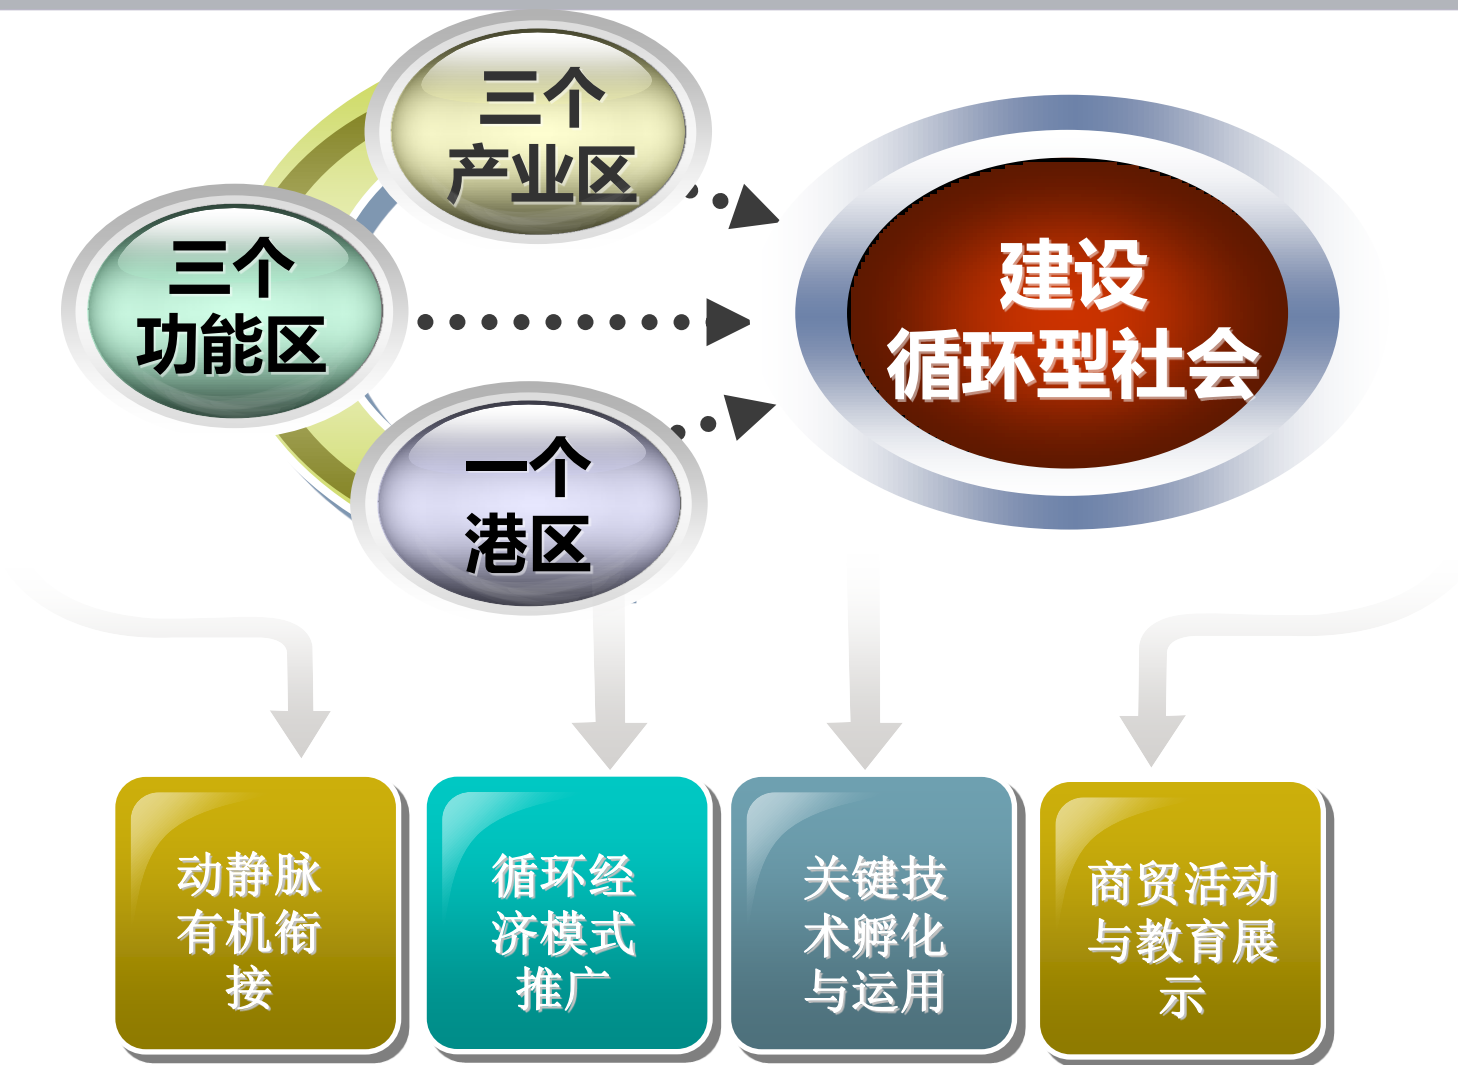 三个
产业区
三个
功能区
一个
港区
建设
循环型社会
动静脉
有机衔
接
循环经
济模式
推广
关键技
术孵化
与运用
商贸活动
与教育展
示